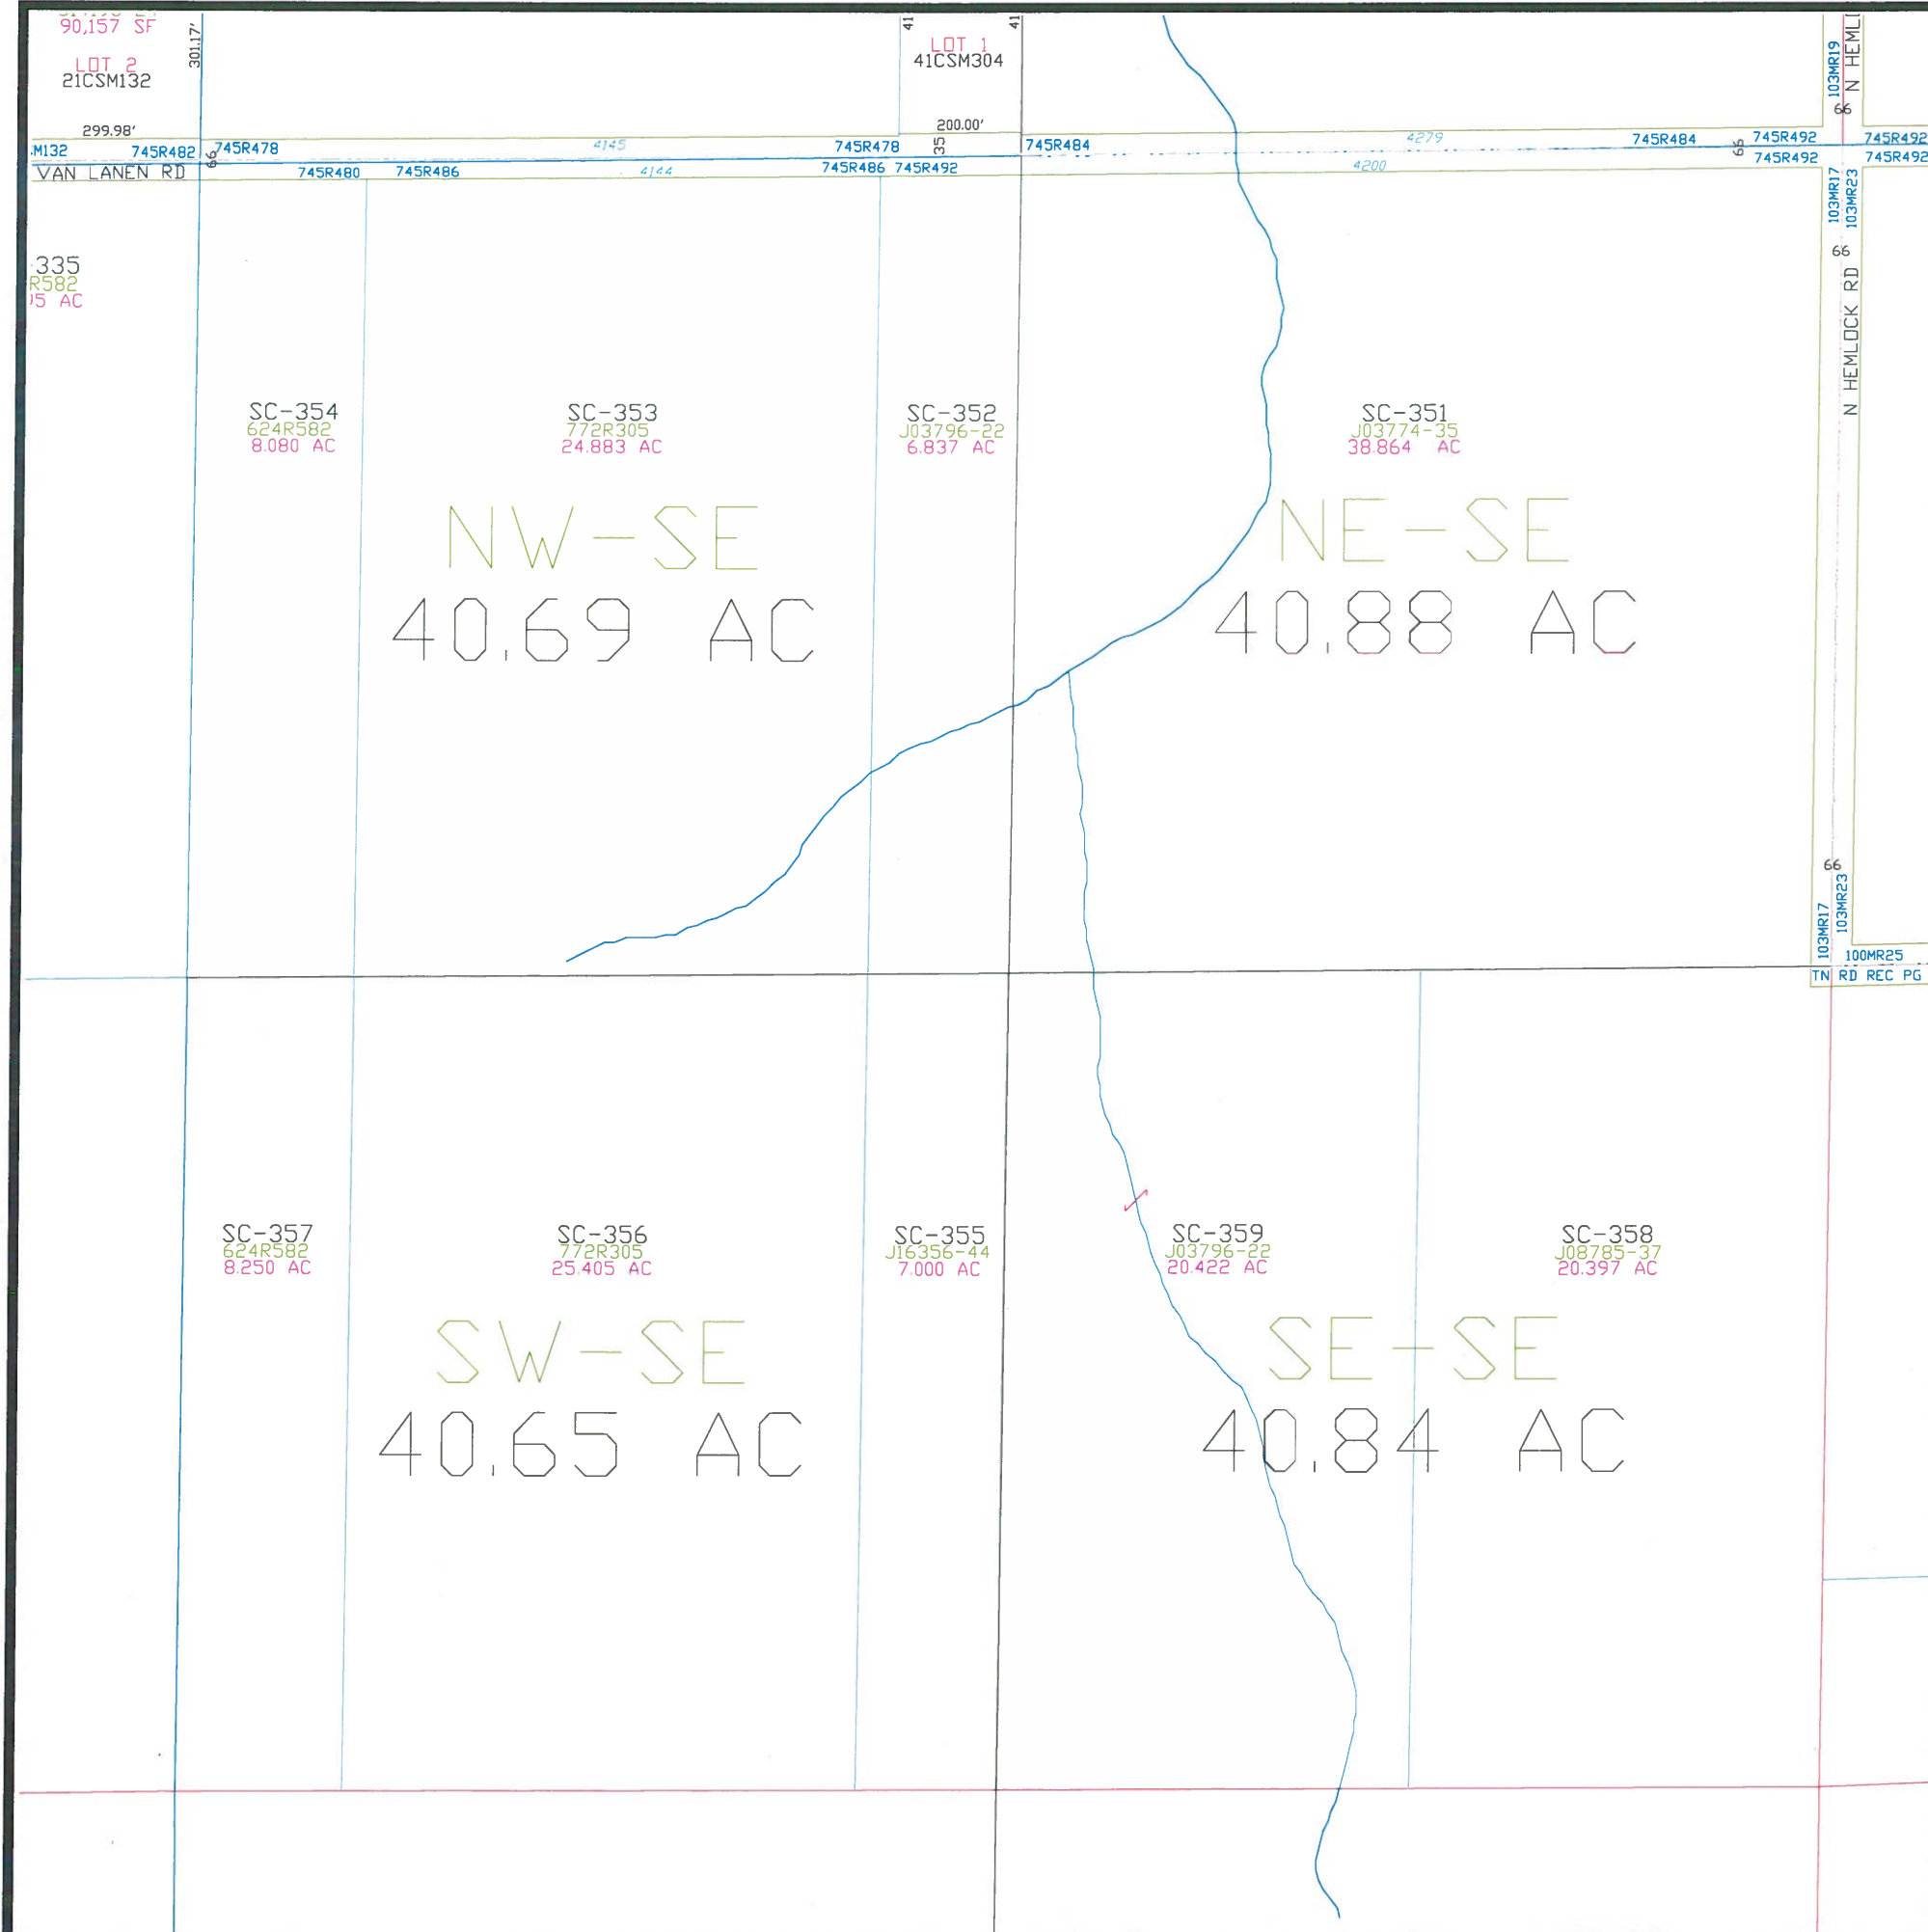 90,157 SF
LOT 2
21CSM132
301.17'
299.98'
41
LOT 1
41CSM304
41
200.00'
35
103MR19
66
745R482
66
745R478
4145
745R478
745R484
4279
745R484
66
745R492
745R492
VAN LANEN RD
745R480
745R486
4144
745R486
745R492
4200
745R492
745R492
103MR17
103MR23
66
N HEMLOCK RD
335
R582
SC-354
624R582
8.080 AC
SC-353
772R305
24.883 AC
SC-352
J03796-22
6.837 AC
SC-351
J03774-35
38.864 AC
NW-SE
40.69 AC
NE-SE
40.88 AC
66
103MR17
103MR23
100MR25
TN RD REC PG
SC-357
624R582
8.250 AC
SC-356
772R305
25.405 AC
SC-355
J16356-44
7.000 AC
SC-359
J03796-22
20.422 AC
SC-358
J08785-37
20.397 AC
SW-SE
40.65 AC
SE-SE
40.84 AC